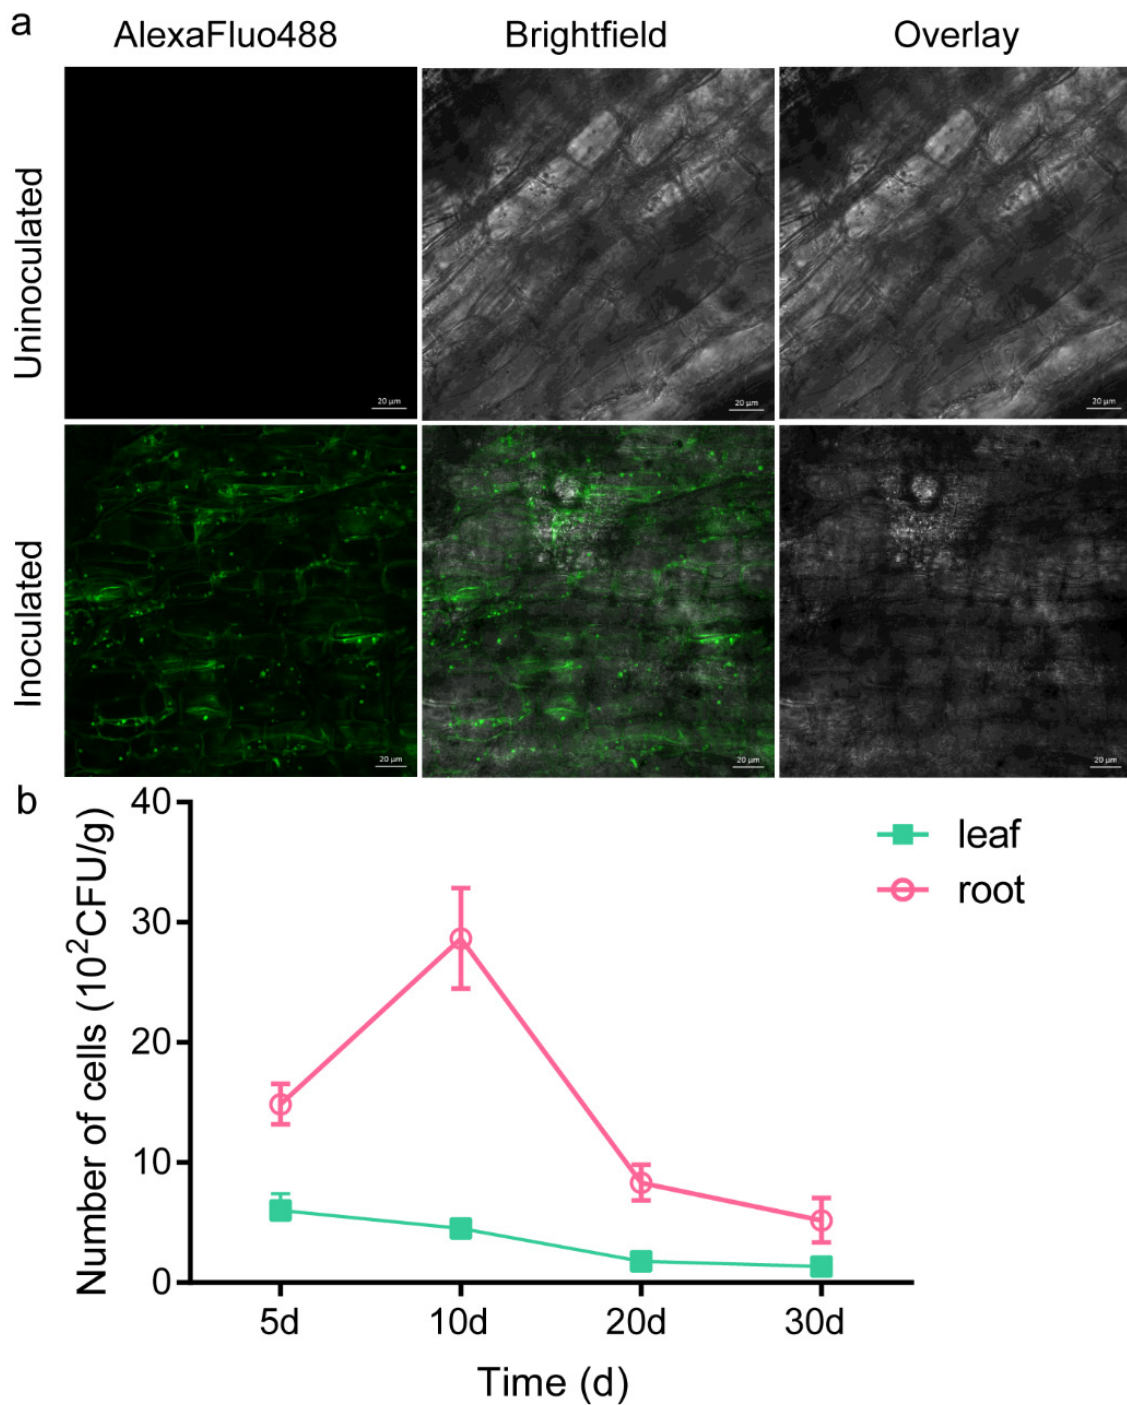 a
AlexaFluo488 Brightfield Overlay
Uninoculated
20 µm 20 µm 20 µm
Inoculated
20 µm 20 µm 20 µm
b
Number of cells (10²CFU/g)
40
30
20
10
0
leaf
root
5d 10d 20d 30d
Time (d)